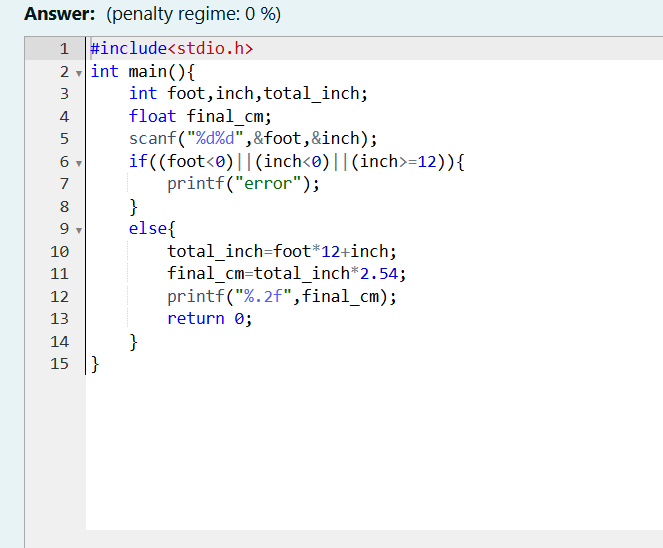 Answer: (penalty regime: 0 %)
1 #include<stdio.h>
2 int main(){
3 int foot,inch,total_inch;
4 float final_cm;
5 scanf("%d%d",&foot,&inch);
6 if((foot<0)||(inch<0)||(inch>=12)){
7 printf("error");
8 }
9 else{
10 total_inch=foot*12+inch;
11 final_cm=total_inch*2.54;
12 printf("%.2f",final_cm);
13 return 0;
14 }
15 }